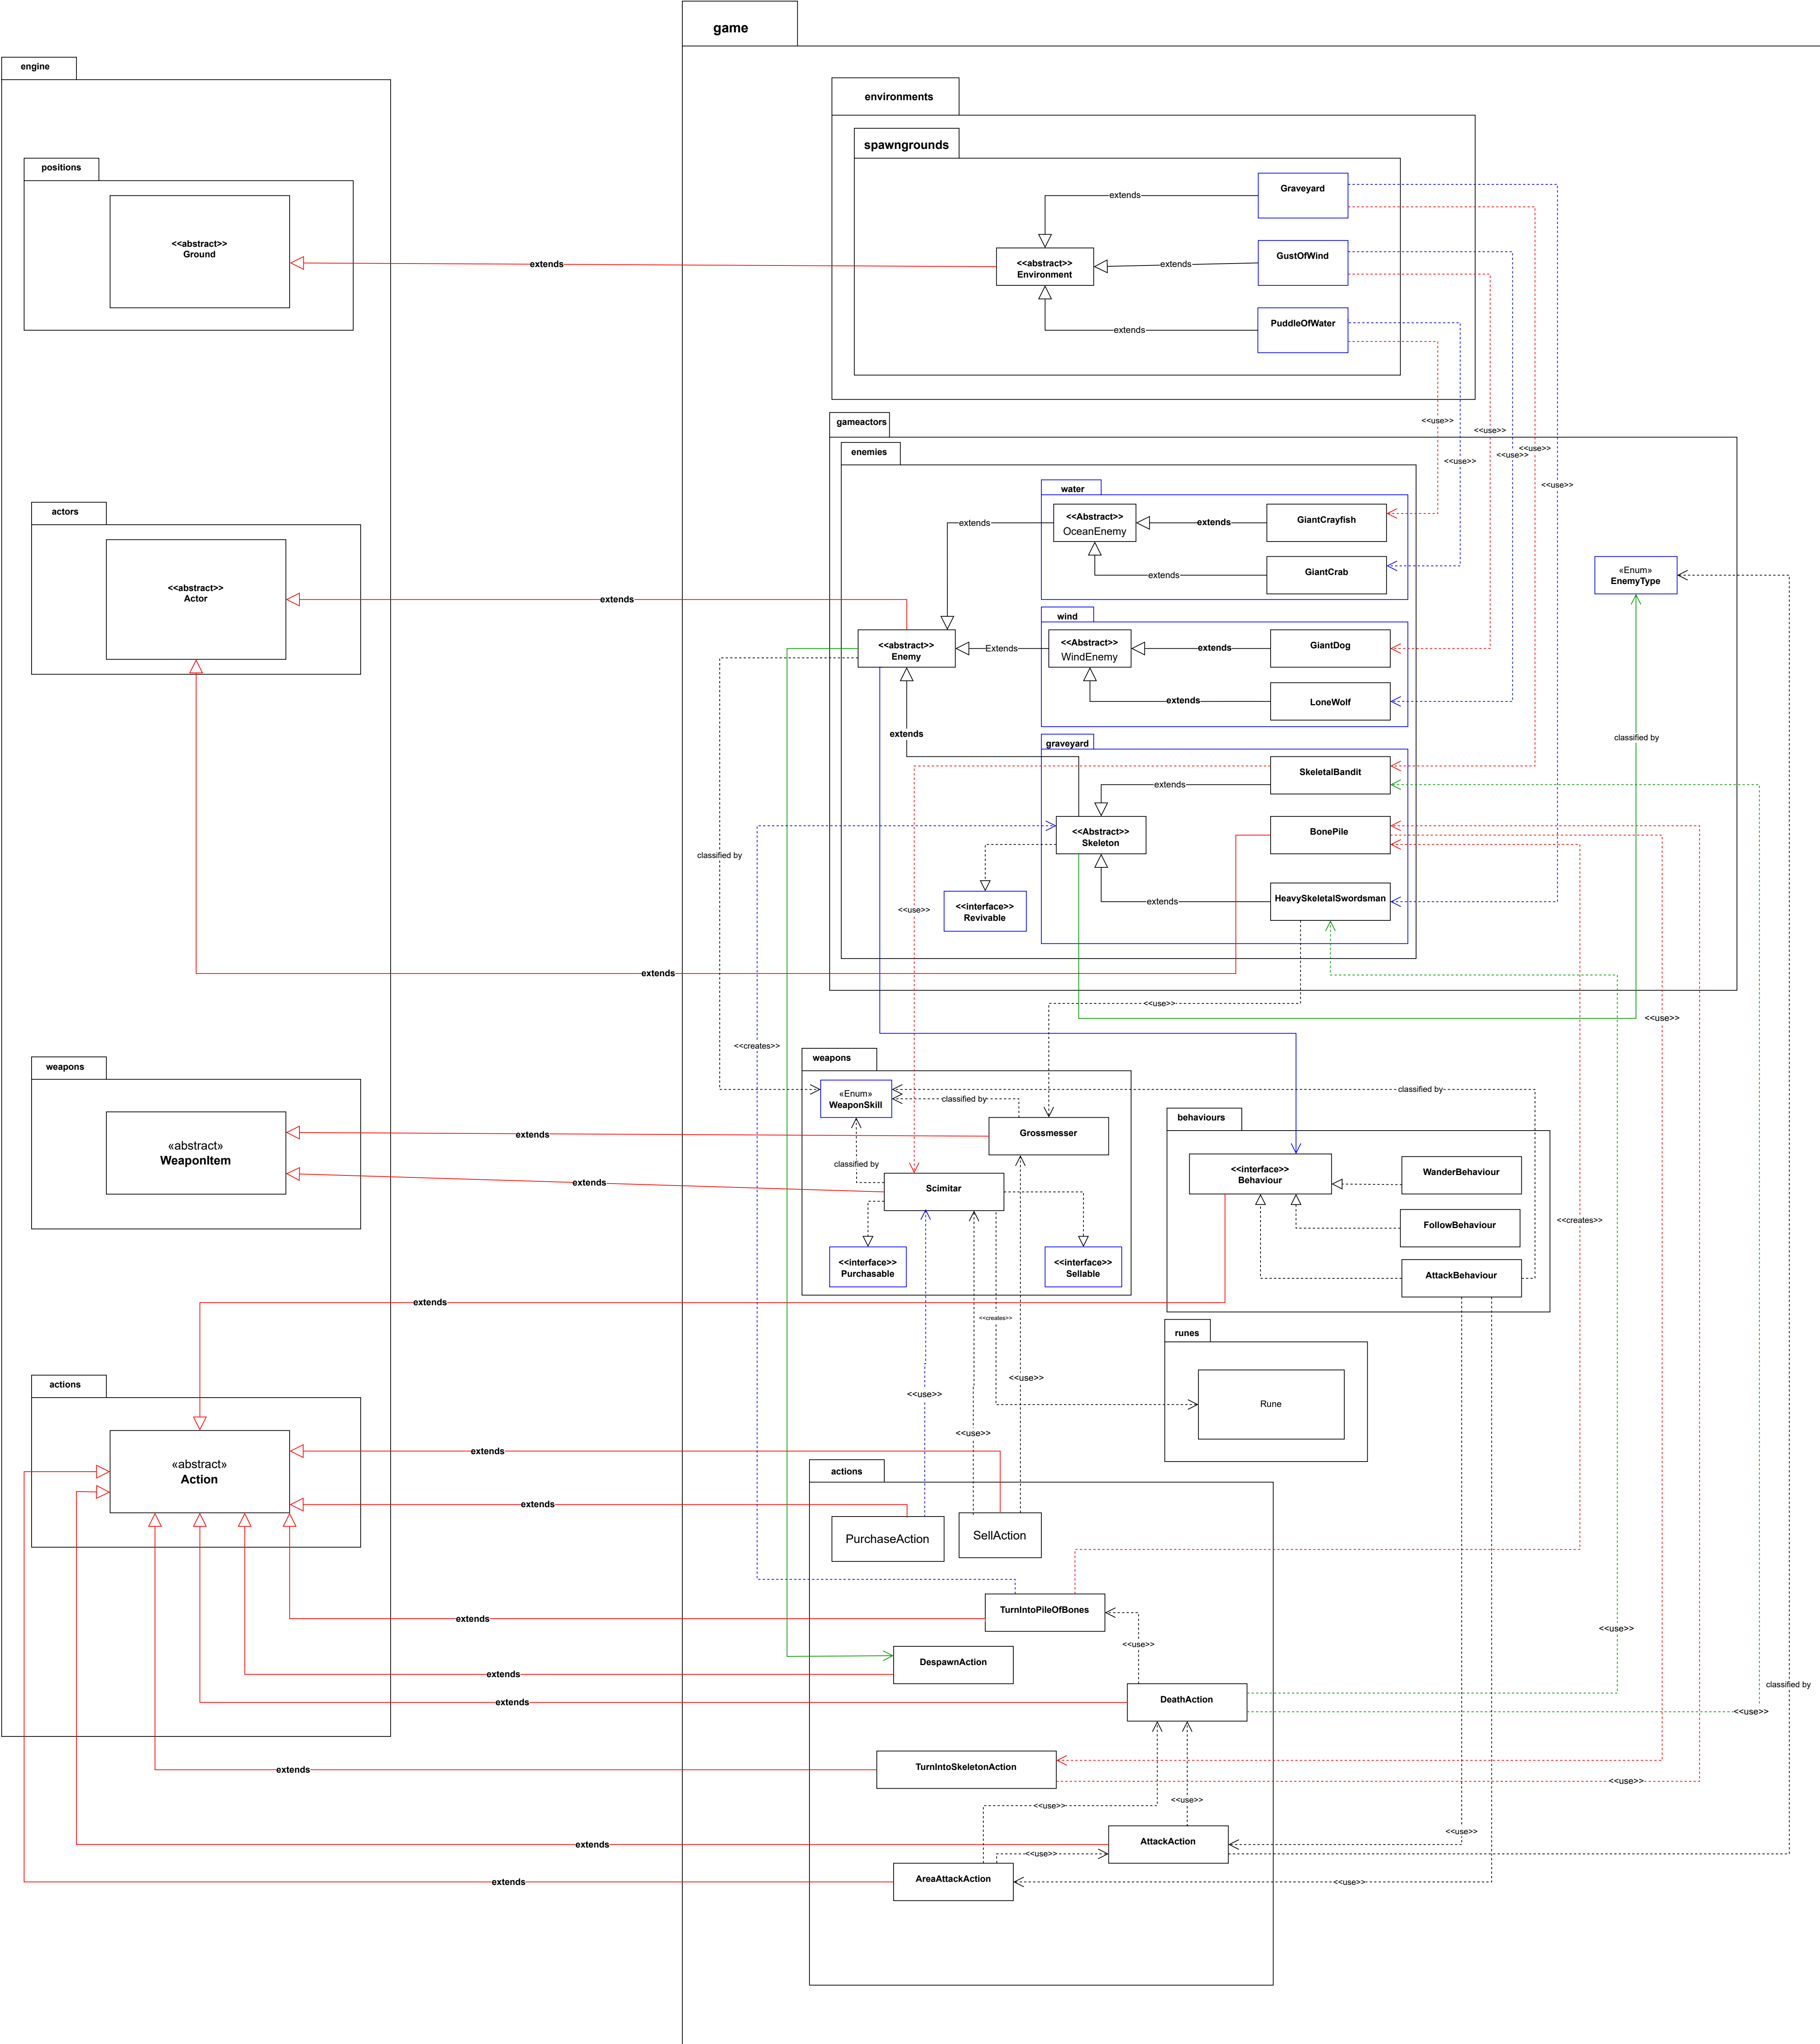 game
engine
environments
spawngrounds
positions
Graveyard
extends
<<abstract>>
Ground
GustOfWind
extends
<<abstract>>
Environment
extends
PuddleOfWater
extends
gameactors
<<use>>
<<use>>
<<use>>
<<use>>
enemies
<<use>>
<<use>>
water
actors
<<Abstract>>
OceanEnemy
extends
extends
GiantCrayfish
<<abstract>>
Actor
extends
GiantCrab
«Enum»
EnemyType
extends
wind
<<abstract>>
Enemy
Extends
<<Abstract>>
WindEnemy
extends
GiantDog
extends
LoneWolf
extends
classified by
graveyard
SkeletalBandit
extends
<<Abstract>>
Skeleton
BonePile
classified by
<<use>>
<<interface>>
Revivable
extends
HeavySkeletalSwordsman
extends
<<use>>
<<use>>
<<creates>>
weapons
weapons
«Enum»
WeaponSkill
classified by
classified by
behaviours
«abstract»
WeaponItem
extends
Grossmesser
classified by
<<interface>>
Behaviour
WanderBehaviour
extends
Scimitar
<<creates>>
FollowBehaviour
<<interface>>
Purchasable
<<interface>>
Sellable
AttackBehaviour
extends
<<creates>>
runes
<<use>>
actions
<<use>>
Rune
<<use>>
extends
«abstract»
Action
actions
extends
PurchaseAction
SellAction
TurnIntoPileOfBones
extends
<<use>>
<<use>>
DespawnAction
extends
classified by
DeathAction
extends
<<use>>
TurnIntoSkeletonAction
extends
<<use>>
<<use>>
<<use>>
<<use>>
AttackAction
extends
<<use>>
AreaAttackAction
extends
<<use>>